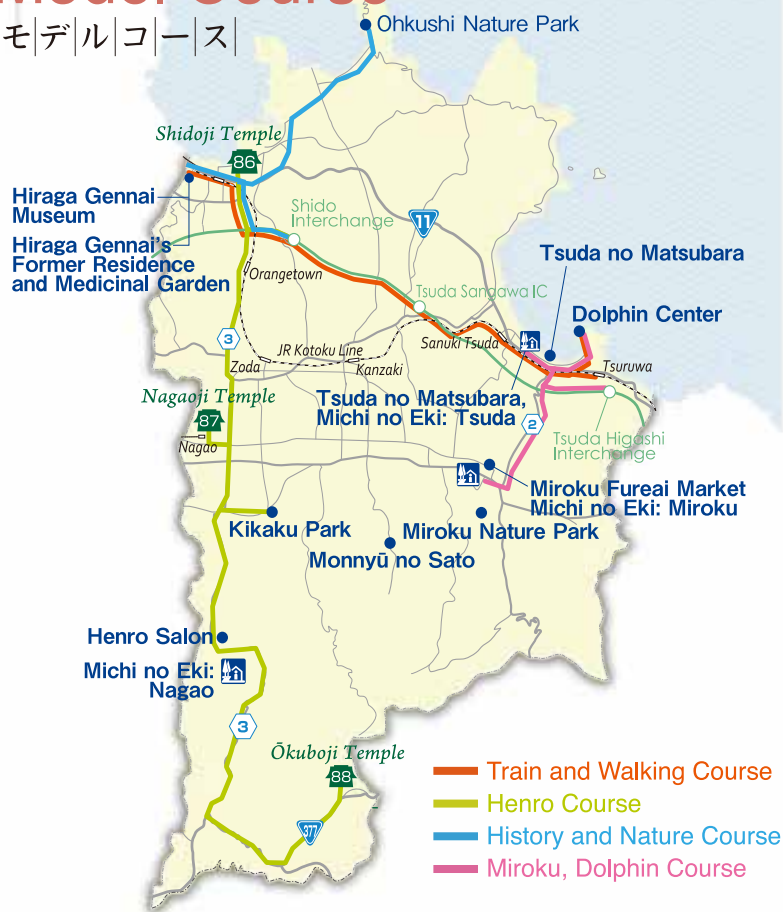 Model Course
モデルコース
Ohkushi Nature Park
Shidoji Temple
86
Hiraga Gennai
Museum
Shido
Interchange
11
Hiraga Gennai's
Former Residence
and Medicinal Garden
Tsuda no Matsubara
Orangetown
Tsuda Sangawa IC
Dolphin Center
3
JR Kotoku Line
Sanuki Tsuda
Zoda
Kanzaki
Tsuruwa
Nagaoji Temple
87
Tsuda no Matsubara,
Michi no Eki: Tsuda
2
Nagao
Tsuda Higashi
Interchange
Miroku Fureai Market
Michi no Eki: Miroku
Kikaku Park
Miroku Nature Park
Monnyū no Sato
Henro Salon
Michi no Eki:
Nagao
3
Ōkuboji Temple
88
377
Train and Walking Course
Henro Course
History and Nature Course
Miroku, Dolphin Course